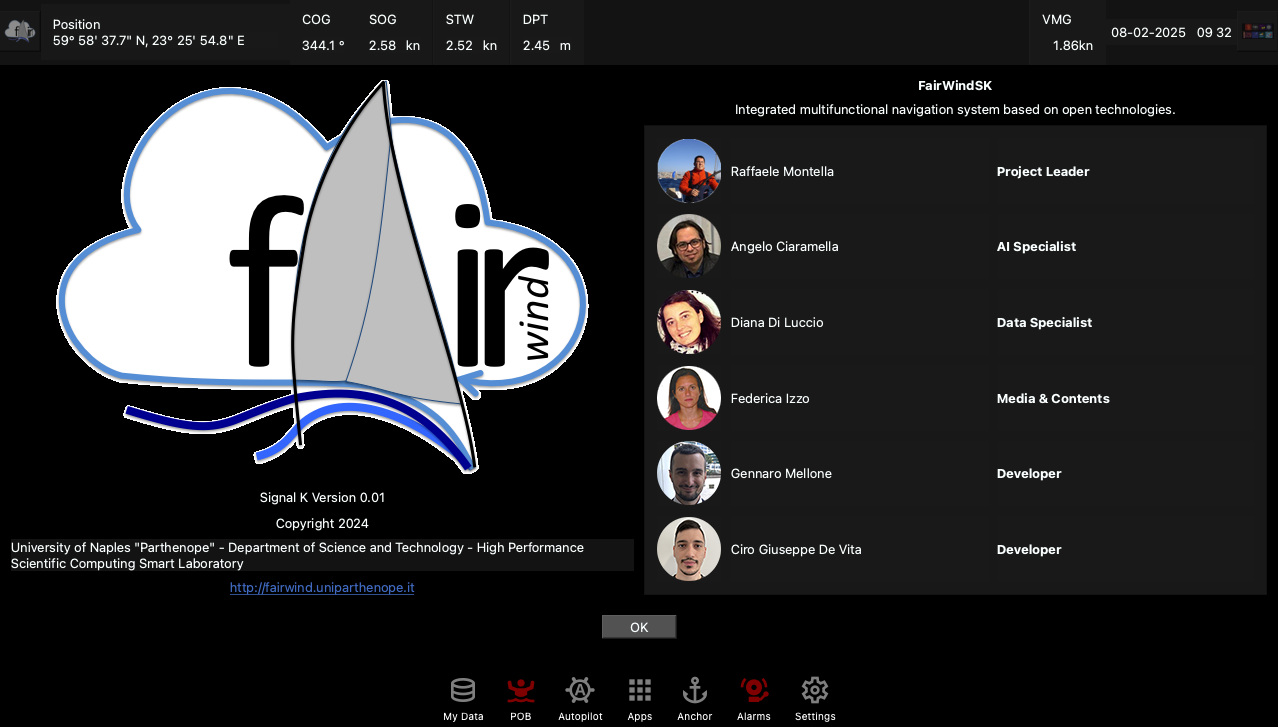 Position
59° 58' 37.7" N, 23° 25' 54.8" E
COG
344.1 °
SOG
2.58 kn
STW
2.52 kn
DPT
2.45 m
VMG
1.86kn
08-02-2025 09 32
fair
wind
Signal K Version 0.01
Copyright 2024
University of Naples "Parthenope" - Department of Science and Technology - High Performance
Scientific Computing Smart Laboratory
http://fairwind.uniparthenope.it
FairWindSK
Integrated multifunctional navigation system based on open technologies.
Raffaele Montella Project Leader
Angelo Ciaramella AI Specialist
Diana Di Luccio Data Specialist
Federica Izzo Media & Contents
Gennaro Mellone Developer
Ciro Giuseppe De Vita Developer
OK
A
My Data POB Autopilot Apps Anchor Alarms Settings